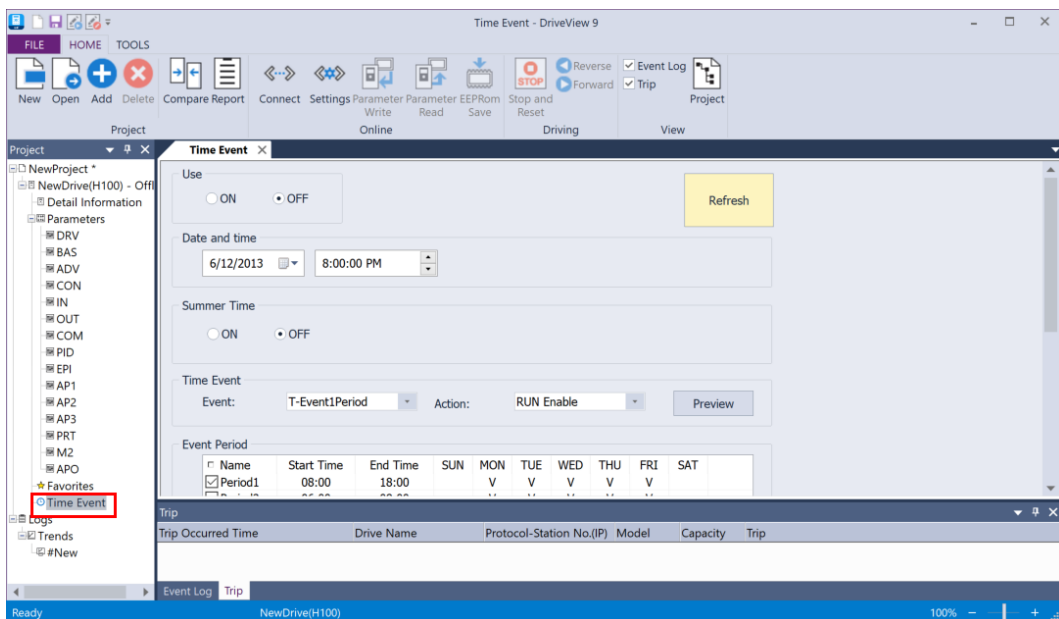 Time Event - DriveView 9
FILE HOME TOOLS
New Open Add Delete Compare Report Connect Settings Parameter Write Parameter Read EEPRom Save STOP Stop and Reset Reverse Forward Event Log Trip Project
Project Online Driving View
Project
Time Event
NewProject *
NewDrive(H100) - Offl
Detail Information
Parameters
DRV
BAS
ADV
CON
IN
OUT
COM
PID
EPI
AP1
AP2
AP3
PRT
M2
APO
Favorites
Time Event
Logs
Trends
#New
Use
ON OFF
Refresh
Date and time
6/12/2013 8:00:00 PM
Summer Time
ON OFF
Time Event
Event: T-Event1Period Action: RUN Enable Preview
Event Period
Name Start Time End Time SUN MON TUE WED THU FRI SAT
Period1 08:00 18:00 V V V V V
Trip
Trip Occurred Time Drive Name Protocol-Station No.(IP) Model Capacity Trip
Event Log Trip
Ready NewDrive(H100) 100%